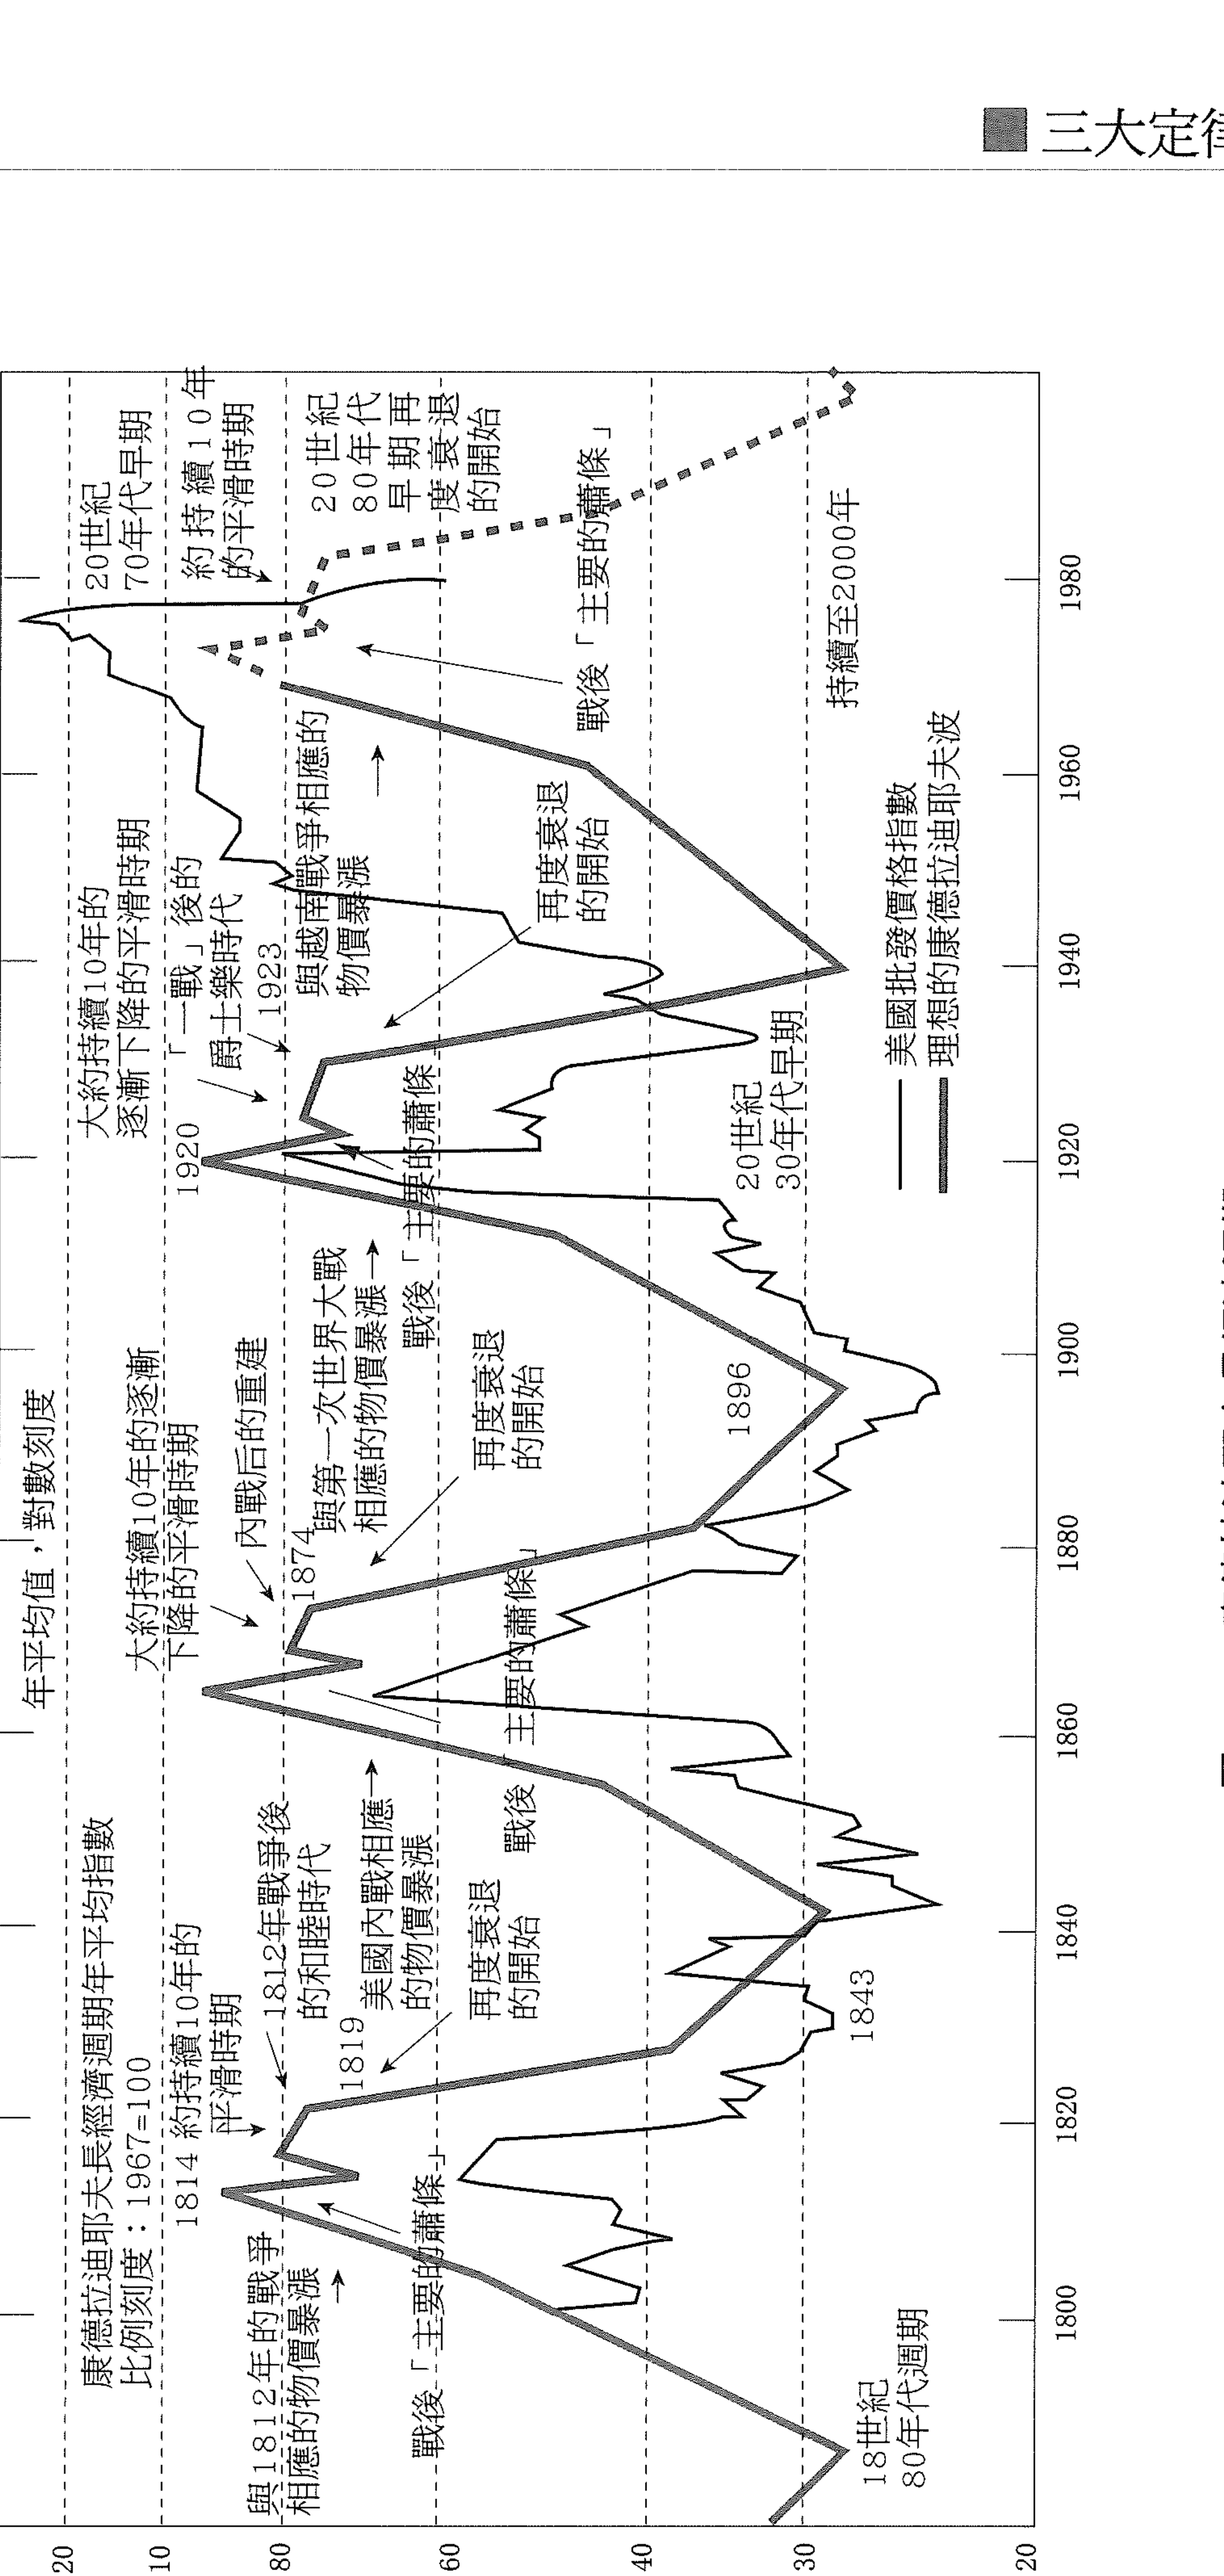 三大定律
年平均值，對數刻度
康德拉迪耶夫長經濟週期年平均指數
比例刻度：1967=100
1814
約持續10年的
平滑時期
1812年戰爭後
的和睦時代
1819
與1812年的戰爭
相應的物價暴漲
戰後「主要的蕭條」
再度衰退
的開始
18世紀
80年代週期
1843
美國內戰相應
的物價暴漲
大約持續10年的逐漸
下降的平滑時期
內戰后的重建
1874
戰後「主要的蕭條」
再度衰退
的開始
1896
與第一次世界大戰
相應的物價暴漲
1920
大約持續10年的
逐漸下降的平滑時期
「一戰」後的
爵士樂時代
1923
戰後「主要的蕭條
再度衰退
的開始
20世紀
30年代早期
與越南戰爭相應的
物價暴漲
20世紀
70年代早期
約持續10年
的平滑時期
20世紀
80年代
早期再
度衰退
的開始
戰後「主要的蕭條」
持續至2000年
美國批發價格指數
理想的康德拉迪耶夫波
20
10
80
60
40
30
20
1800
1820
1840
1860
1880
1900
1920
1940
1960
1980